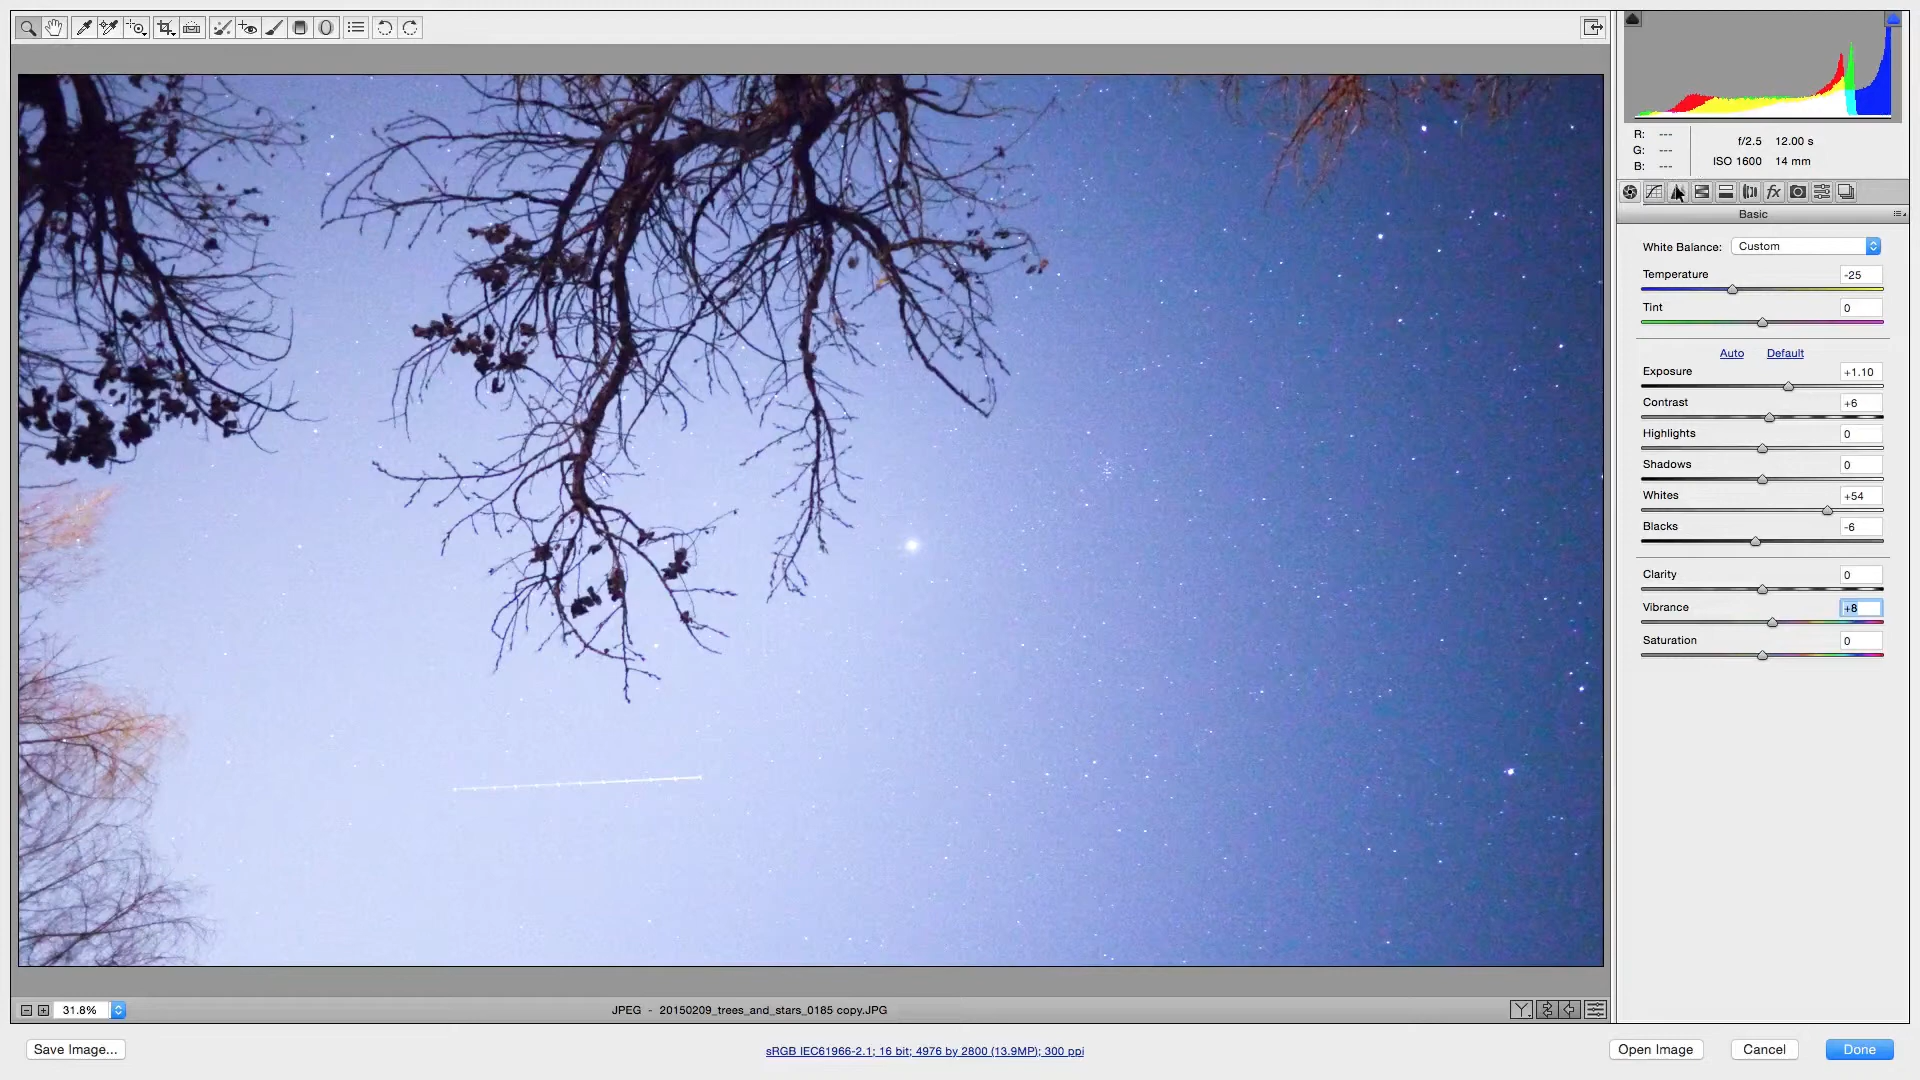 R: ---
G: ---
B: ---
f/2.5 12.00 s
ISO 1600 14 mm
fx
Basic
White Balance: Custom
Temperature -25
Tint 0
Auto Default
Exposure +1.10
Contrast +6
Highlights 0
Shadows 0
Whites +54
Blacks -6
Clarity 0
Vibrance +8
Saturation 0
31.8% JPEG - 20150209_trees_and_stars_0185 copy.JPG Y
Save Image... sRGB IEC61966-2.1; 16 bit; 4976 by 2800 (13.9MP); 300 ppi Open Image Cancel Done